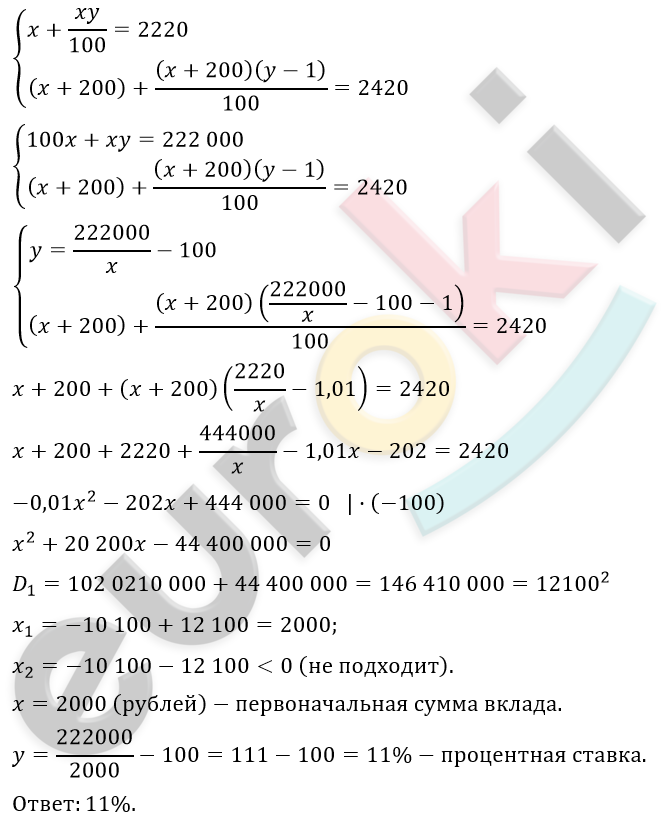 x + xy/100 = 2220
(x + 200) + (x + 200)(y − 1)/100 = 2420
100x + xy = 222 000
(x + 200) + (x + 200)(y − 1)/100 = 2420
y = 222000/x − 100
(x + 200) + (x + 200)(222000/x − 100 − 1)/100 = 2420
x + 200 + (x + 200)(2220/x − 1,01) = 2420
x + 200 + 2220 + 444000/x − 1,01x − 202 = 2420
−0,01x² − 202x + 444 000 = 0 | · (−100)
x² + 20 200x − 44 400 000 = 0
D₁ = 102 0210 000 + 44 400 000 = 146 410 000 = 12100²
x₁ = −10 100 + 12 100 = 2000;
x₂ = −10 100 − 12 100 < 0 (не подходит).
x = 2000 (рублей) − первоначальная сумма вклада.
y = 222000/2000 − 100 = 111 − 100 = 11% − процентная ставка.
Ответ: 11%.
euroki